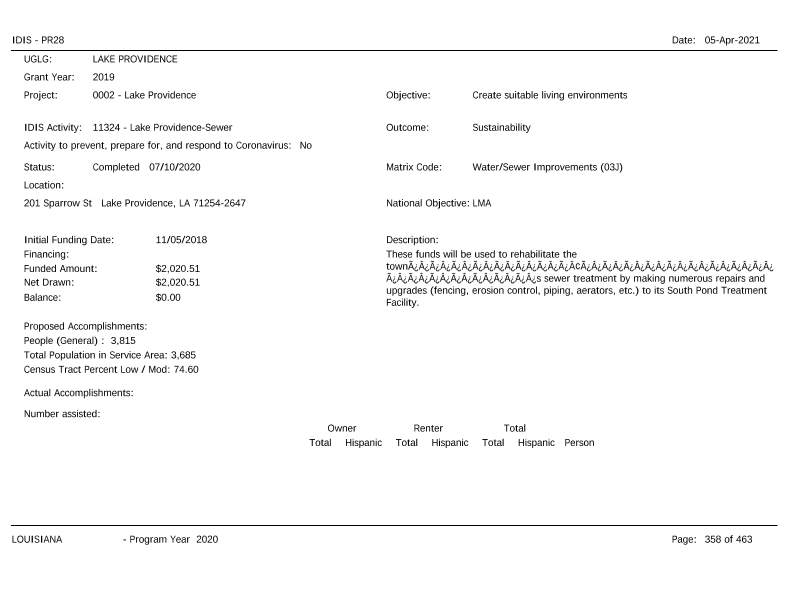 IDIS - PR28 Date: 05-Apr-2021
UGLG: LAKE PROVIDENCE
Grant Year: 2019
Project: 0002 - Lake Providence Objective: Create suitable living environments
IDIS Activity: 11324 - Lake Providence-Sewer Outcome: Sustainability
Activity to prevent, prepare for, and respond to Coronavirus: No
Status: Completed 07/10/2020 Matrix Code: Water/Sewer Improvements (03J)
Location:
201 Sparrow St Lake Providence, LA 71254-2647 National Objective: LMA
Initial Funding Date: 11/05/2018 Description:
Financing: These funds will be used to rehabilitate the
Funded Amount: $2,020.51 townÃ¿Â¿Ã¿Â¿Ã¿Â¿Ã¿Â¿Ã¿Â¿Ã¿Â¿Ã¿Â¿Ã¿Â¢Ã¿Â¿Ã¿Â¿Ã¿Â¿Ã¿Â¿Ã¿Â¿Ã¿Â¿Ã¿Â¿Ã¿Â¿Ã¿Â¿
Net Drawn: $2,020.51 Ã¿Â¿Ã¿Â¿Ã¿Â¿Ã¿Â¿Ã¿Â¿Ã¿Â¿Ã¿Â¿s sewer treatment by making numerous repairs and
Balance: $0.00 upgrades (fencing, erosion control, piping, aerators, etc.) to its South Pond Treatment
Facility.
Proposed Accomplishments:
People (General) : 3,815
Total Population in Service Area: 3,685
Census Tract Percent Low / Mod: 74.60
Actual Accomplishments:
Number assisted:
Owner Renter Total
Total Hispanic Total Hispanic Total Hispanic Person
LOUISIANA - Program Year 2020 Page: 358 of 463